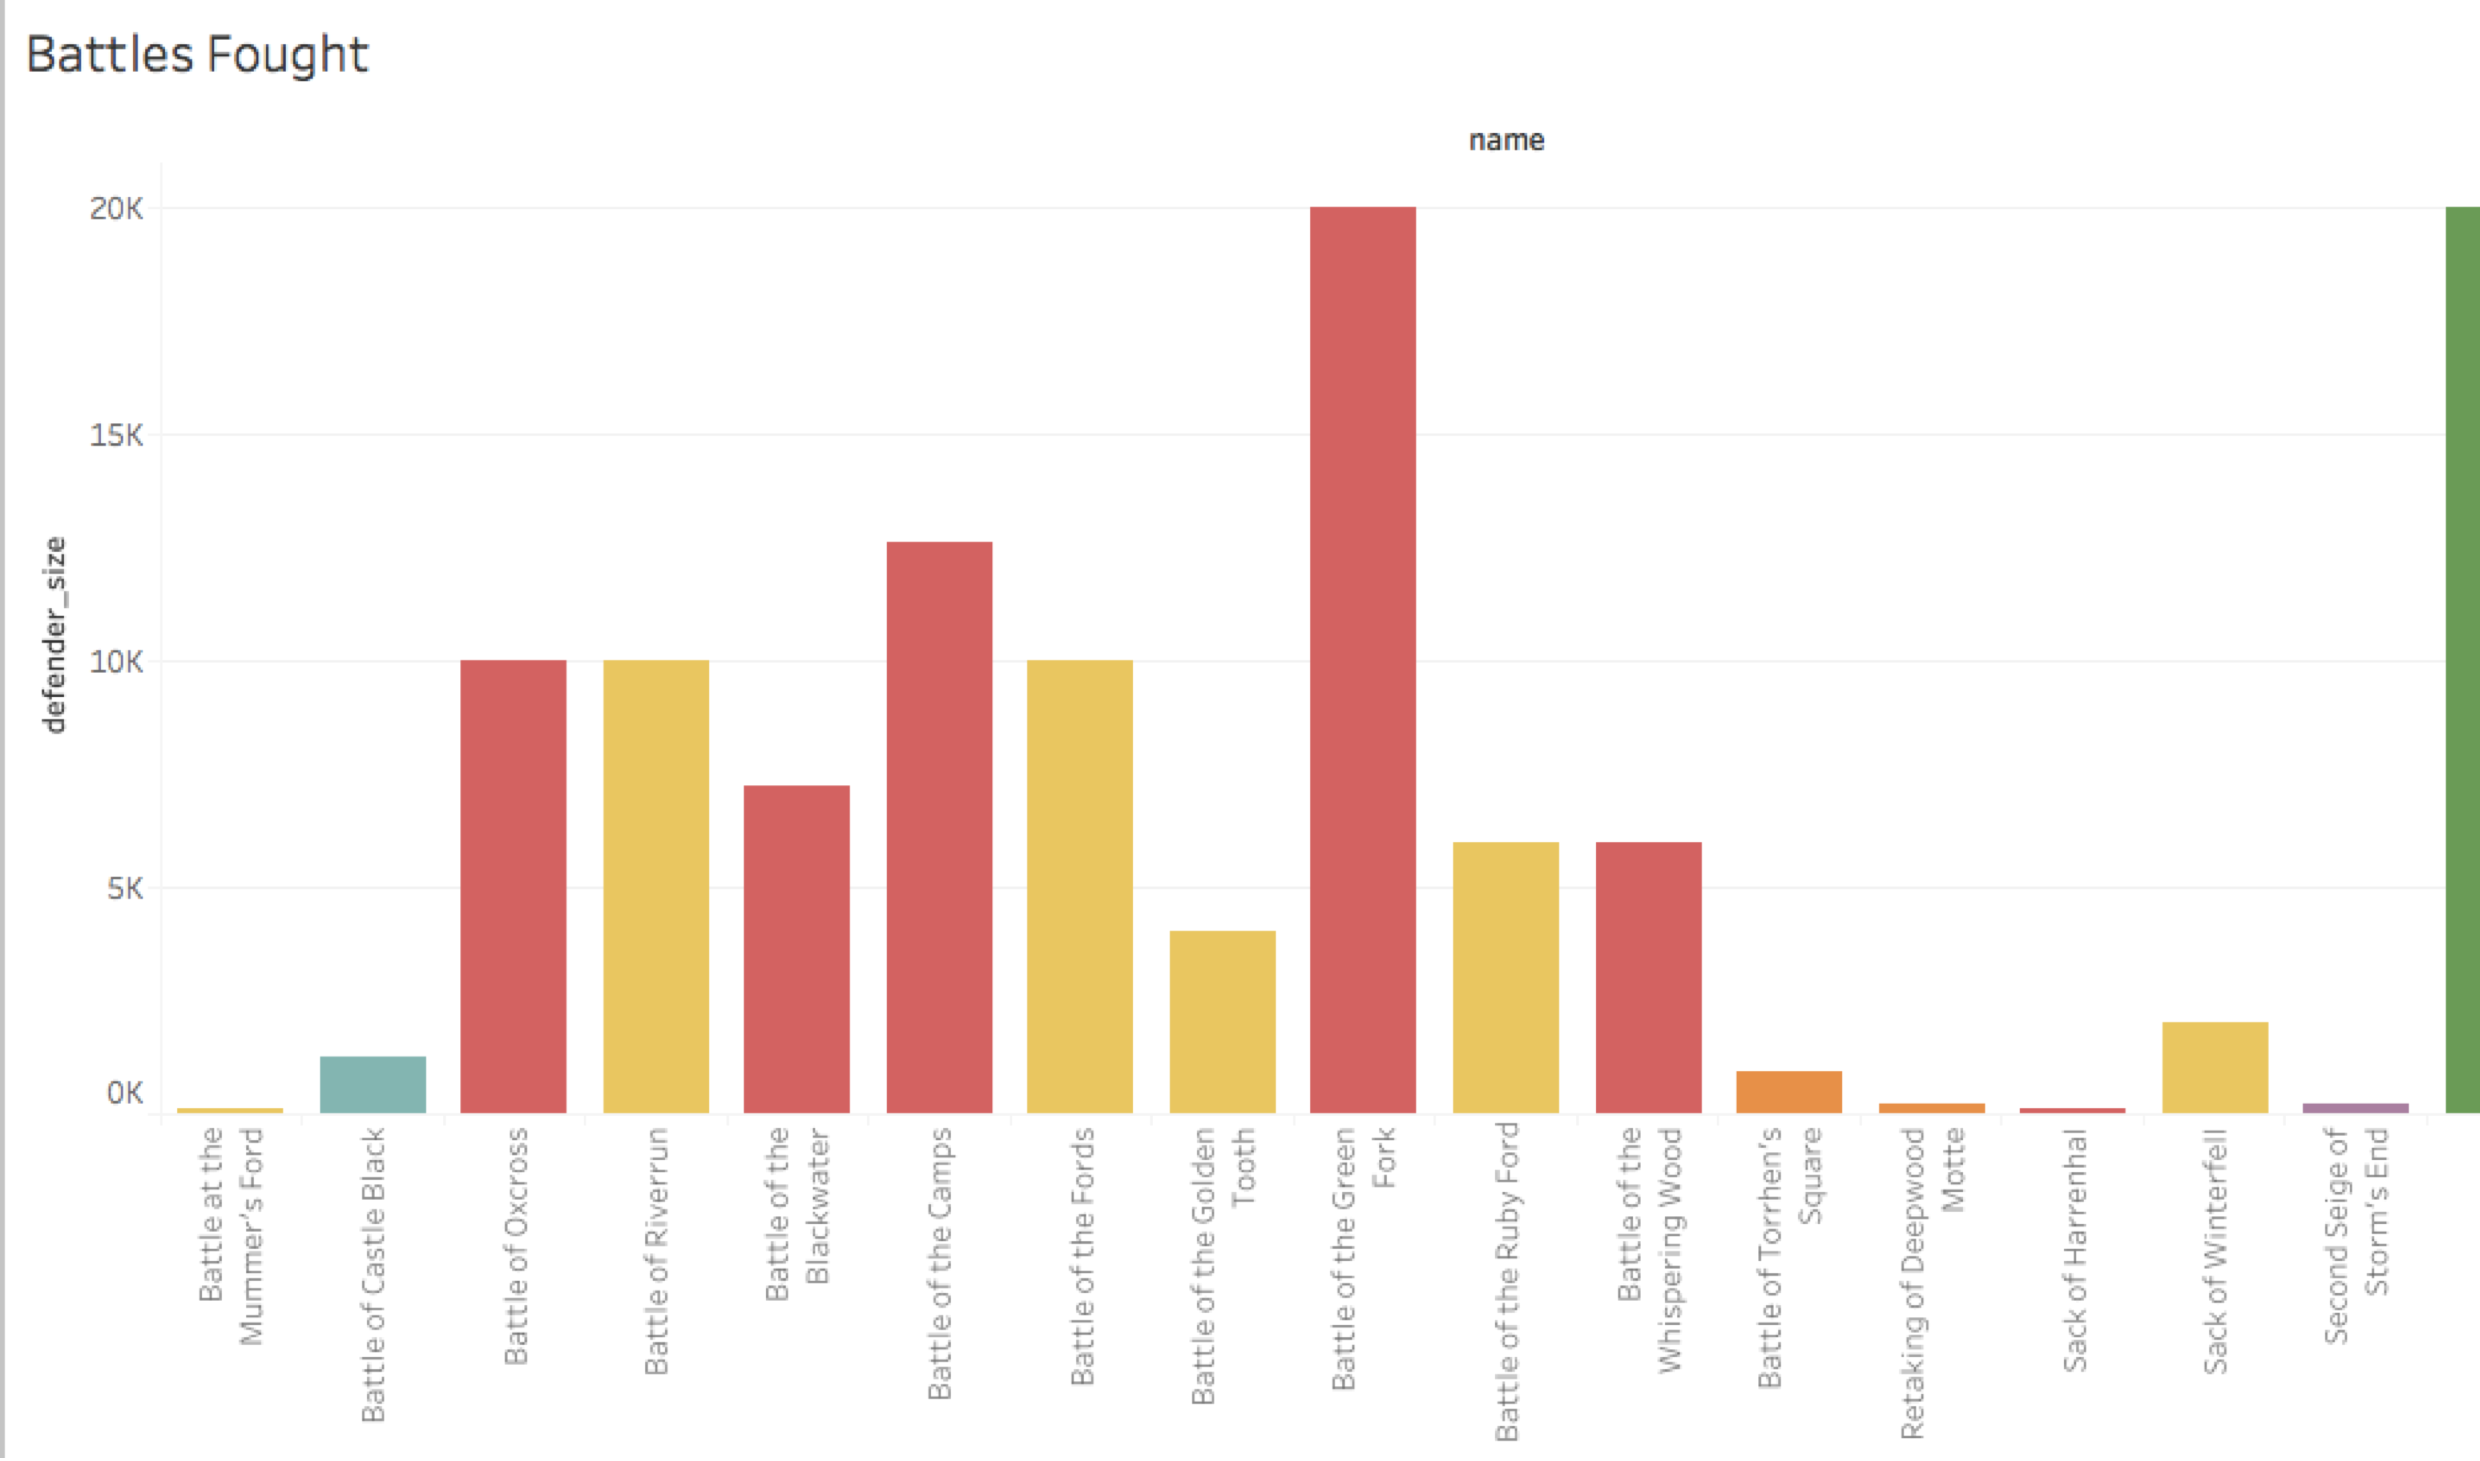 Battles Fought
name
20K
15K
10K
5K
0K
defender_size
Battle at the
Mummer's Ford
Battle of Castle Black
Battle of Oxcross
Battle of Riverrun
Battle of the
Blackwater
Battle of the Camps
Battle of the Fords
Battle of the Golden
Tooth
Battle of the Green
Fork
Battle of the Ruby Ford
Battle of the
Whispering Wood
Battle of Torrhen's
Square
Retaking of Deepwood
Motte
Sack of Harrenhal
Sack of Winterfell
Second Seige of
Storm's End